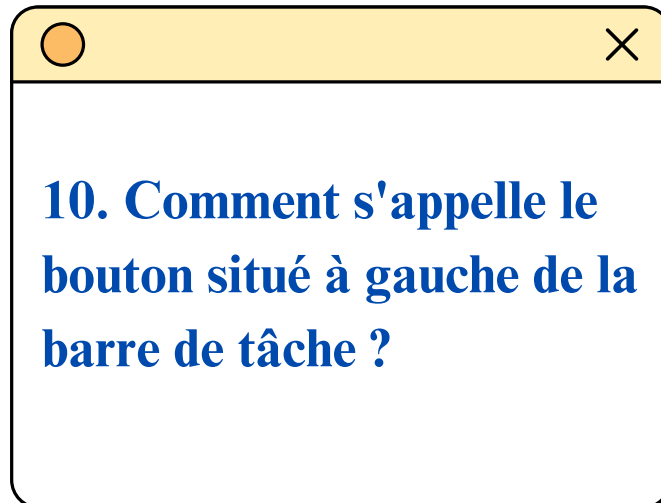 10. Comment s'appelle le
bouton situé à gauche de la
barre de tâche ?